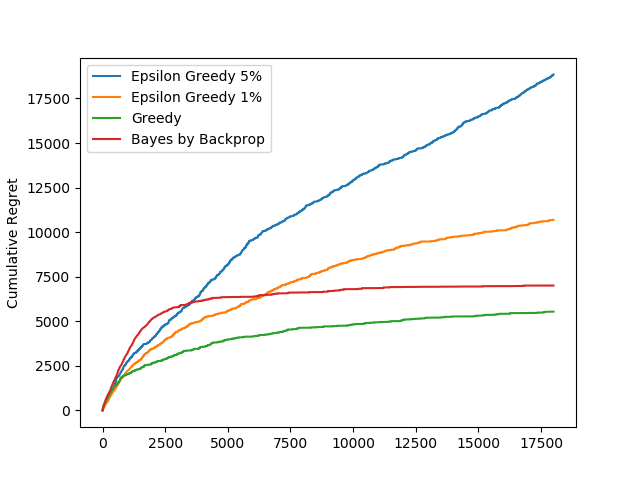 Epsilon Greedy 5%
Epsilon Greedy 1%
Greedy
Bayes by Backprop
Cumulative Regret
17500
15000
12500
10000
7500
5000
2500
0
0 2500 5000 7500 10000 12500 15000 17500